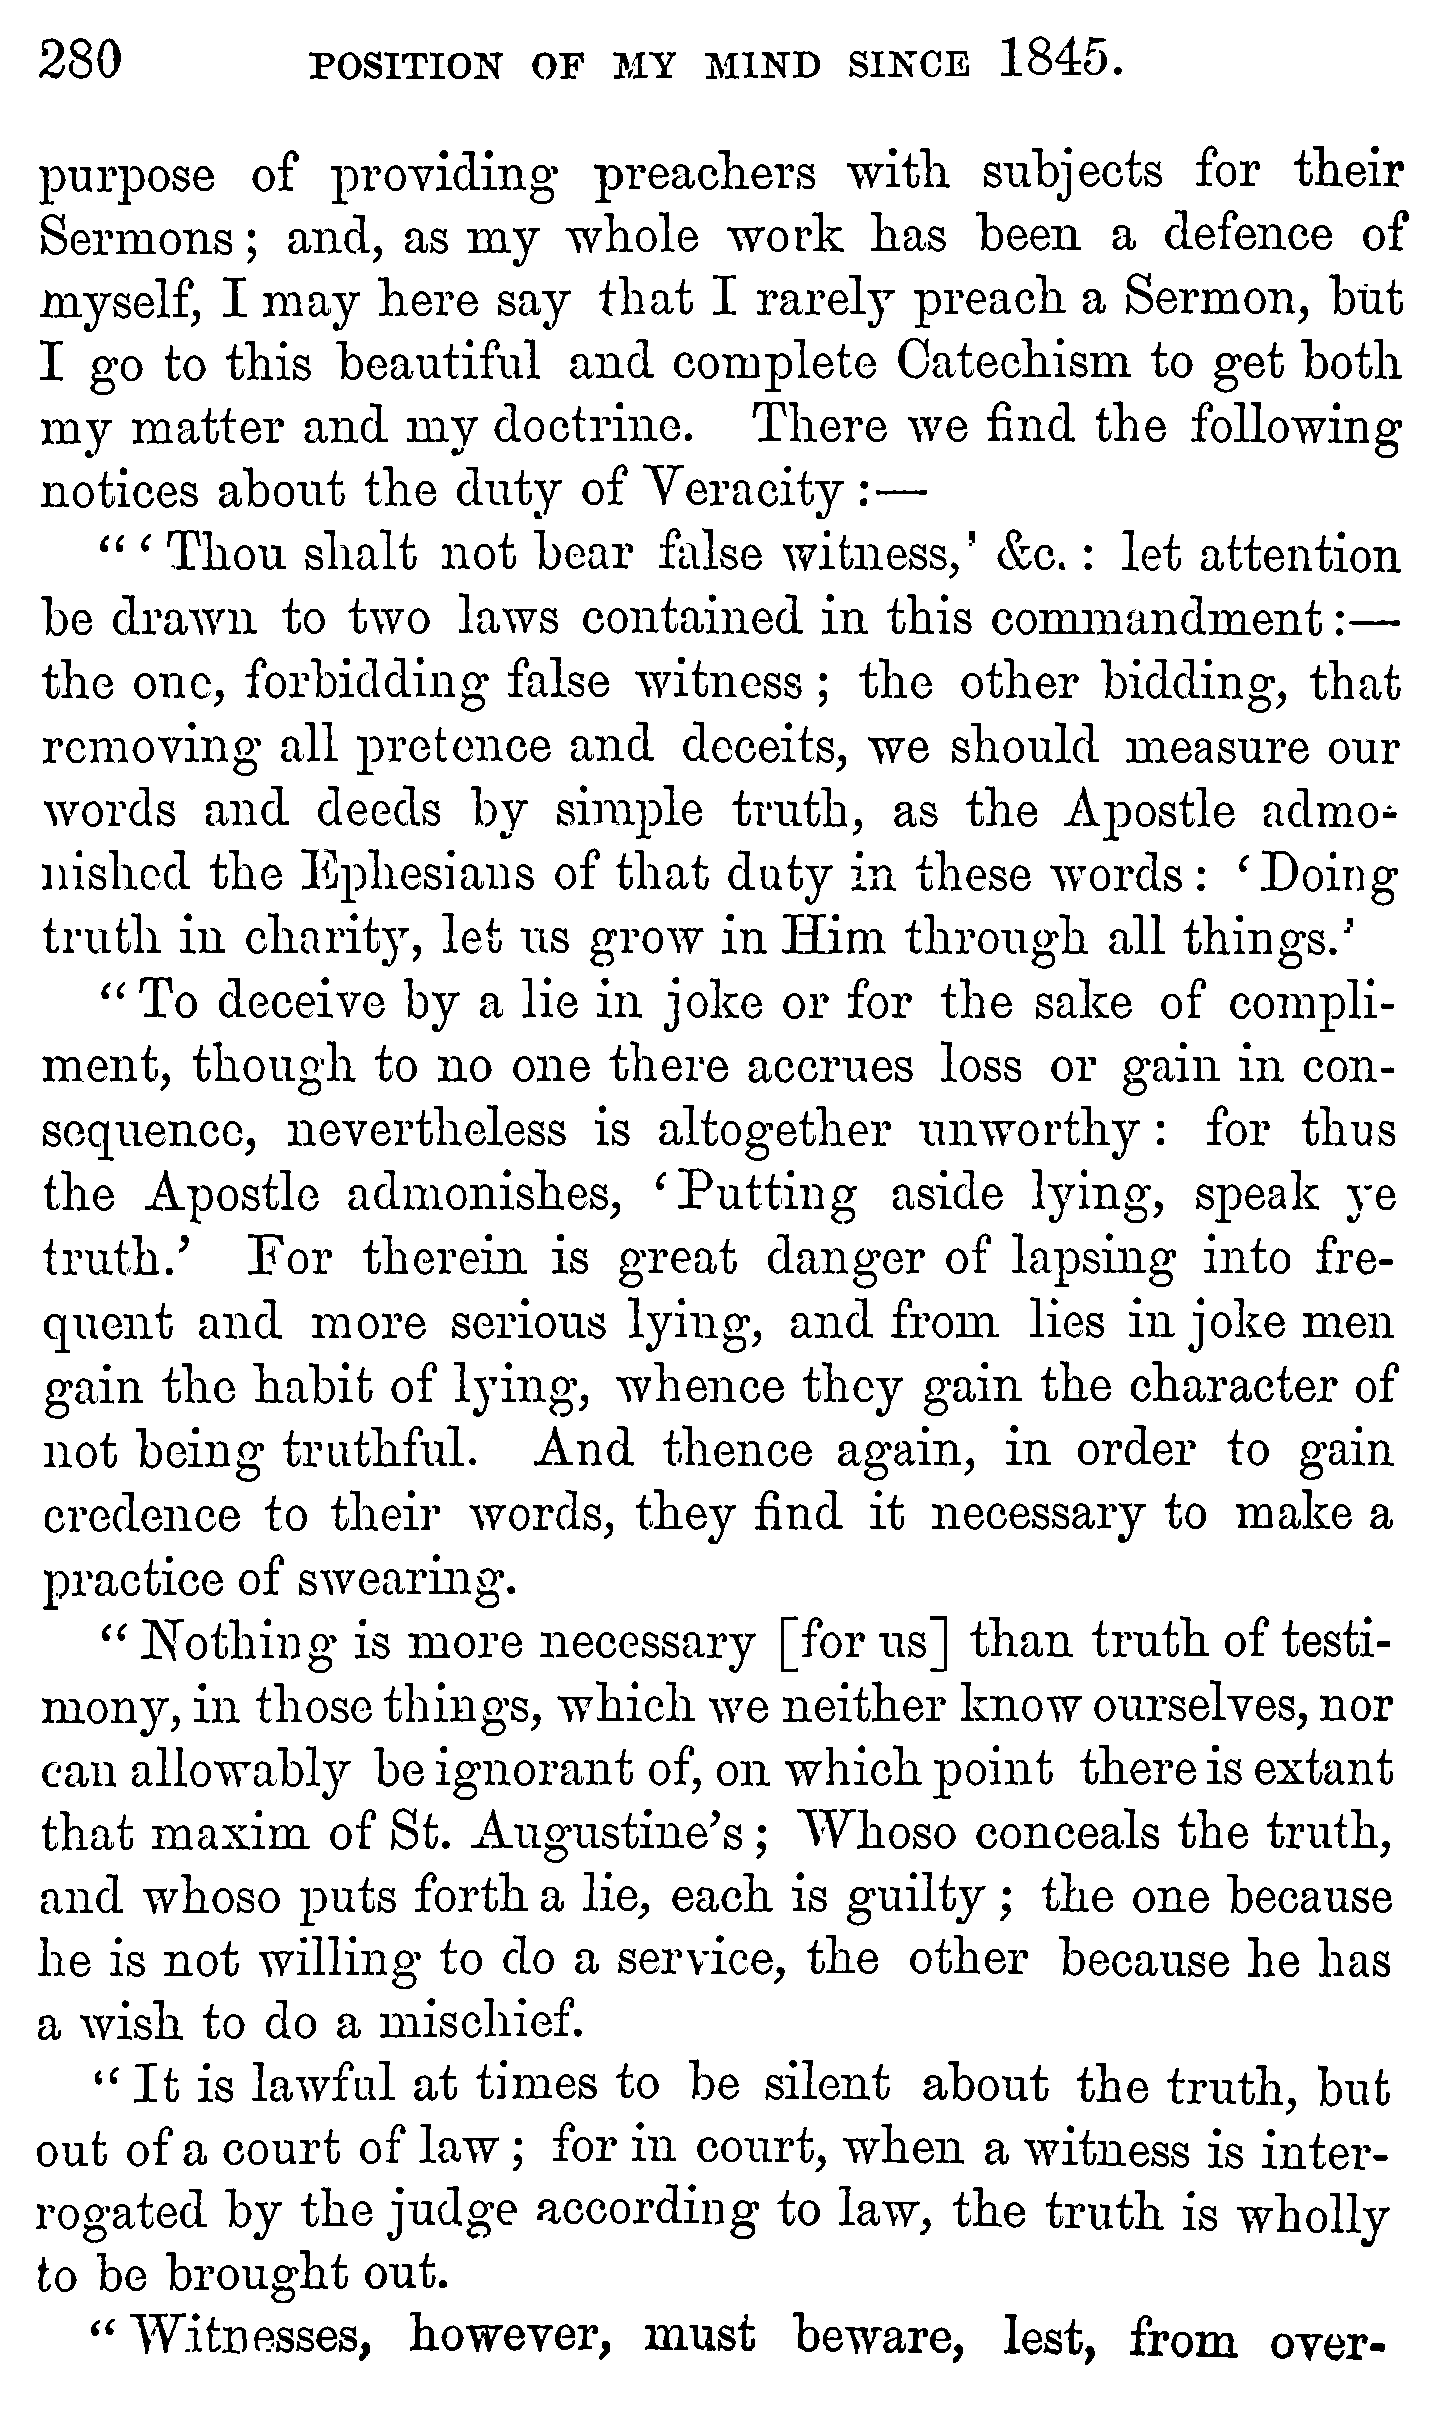 280 POSITION OF MY MIND SINCE 1845.
purpose of providing preachers with subjects for their
Sermons; and, as my whole work has been a defence of
myself, I may here say that I rarely preach a Sermon, but
I go to this beautiful and complete Catechism to get both
my matter and my doctrine. There we find the following
notices about the duty of Veracity:—
"'Thou shalt not bear false witness,' &c.: let attention
be drawn to two laws contained in this commandment:—
the one, forbidding false witness; the other bidding, that
removing all pretence and deceits, we should measure our
words and deeds by simple truth, as the Apostle admo-
nished the Ephesians of that duty in these words: 'Doing
truth in charity, let us grow in Him through all things.'
"To deceive by a lie in joke or for the sake of compli-
ment, though to no one there accrues loss or gain in con-
sequence, nevertheless is altogether unworthy: for thus
the Apostle admonishes, 'Putting aside lying, speak ye
truth.' For therein is great danger of lapsing into fre-
quent and more serious lying, and from lies in joke men
gain the habit of lying, whence they gain the character of
not being truthful. And thence again, in order to gain
credence to their words, they find it necessary to make a
practice of swearing.
"Nothing is more necessary [for us] than truth of testi-
mony, in those things, which we neither know ourselves, nor
can allowably be ignorant of, on which point there is extant
that maxim of St. Augustine's; Whoso conceals the truth,
and whoso puts forth a lie, each is guilty; the one because
he is not willing to do a service, the other because he has
a wish to do a mischief.
"It is lawful at times to be silent about the truth, but
out of a court of law; for in court, when a witness is inter-
rogated by the judge according to law, the truth is wholly
to be brought out.
"Witnesses, however, must beware, lest, from over-